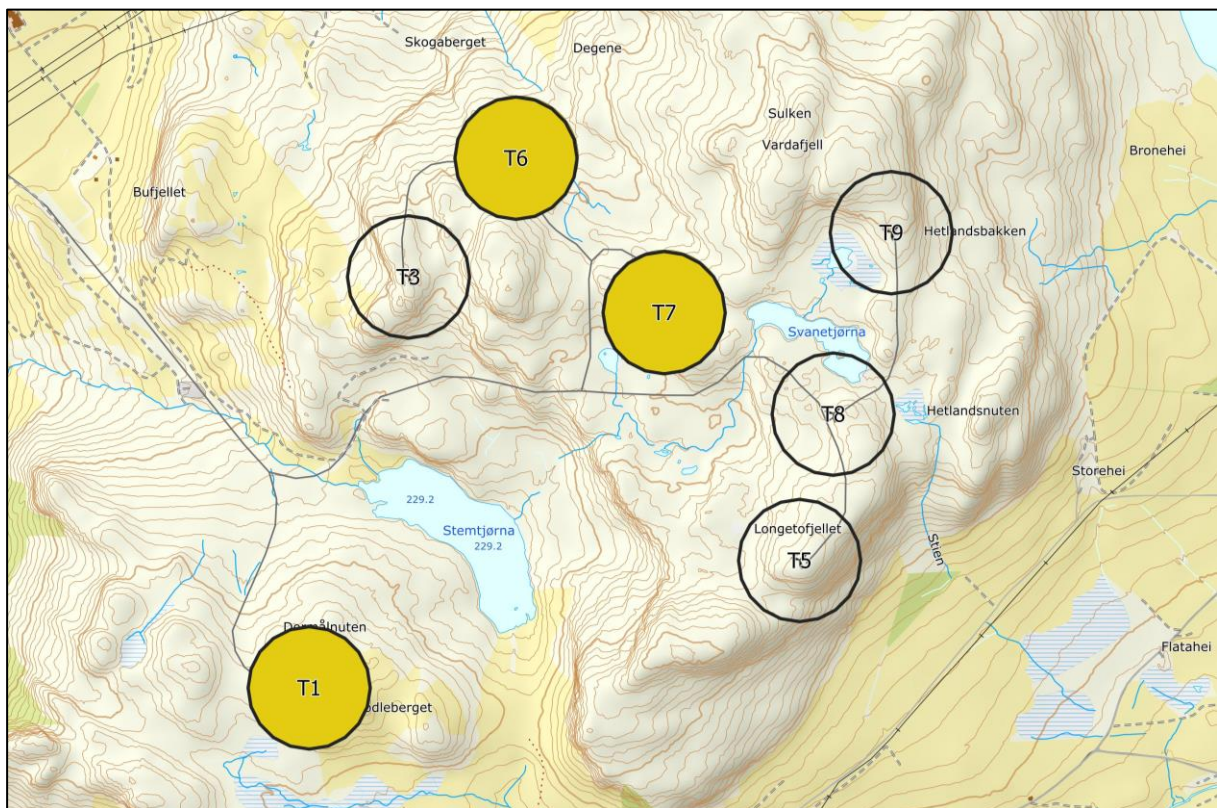 Skogaberget
Degene
Sulken
Vardafjell
Bronehei
T6
Bufjellet
T9
Hetlandsbakken
T3
T7
Svanetjørna
T8
Hetlandsnuten
Storehei
229.2
Stemtjørna
229.2
Longetofjellet
Stien
T5
Flatahei
T1